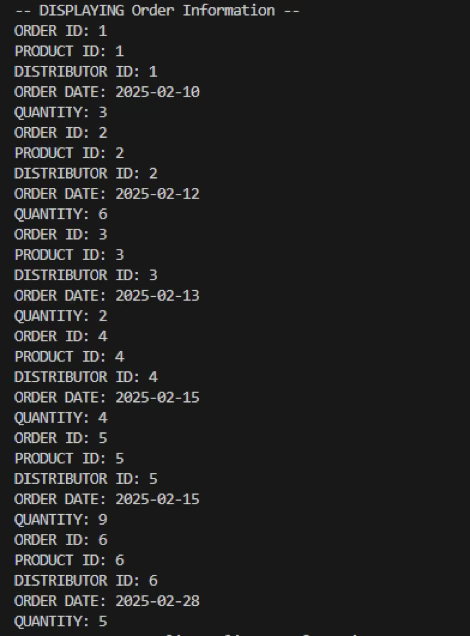 -- DISPLAYING Order Information --
ORDER ID: 1
PRODUCT ID: 1
DISTRIBUTOR ID: 1
ORDER DATE: 2025-02-10
QUANTITY: 3
ORDER ID: 2
PRODUCT ID: 2
DISTRIBUTOR ID: 2
ORDER DATE: 2025-02-12
QUANTITY: 6
ORDER ID: 3
PRODUCT ID: 3
DISTRIBUTOR ID: 3
ORDER DATE: 2025-02-13
QUANTITY: 2
ORDER ID: 4
PRODUCT ID: 4
DISTRIBUTOR ID: 4
ORDER DATE: 2025-02-15
QUANTITY: 4
ORDER ID: 5
PRODUCT ID: 5
DISTRIBUTOR ID: 5
ORDER DATE: 2025-02-15
QUANTITY: 9
ORDER ID: 6
PRODUCT ID: 6
DISTRIBUTOR ID: 6
ORDER DATE: 2025-02-28
QUANTITY: 5